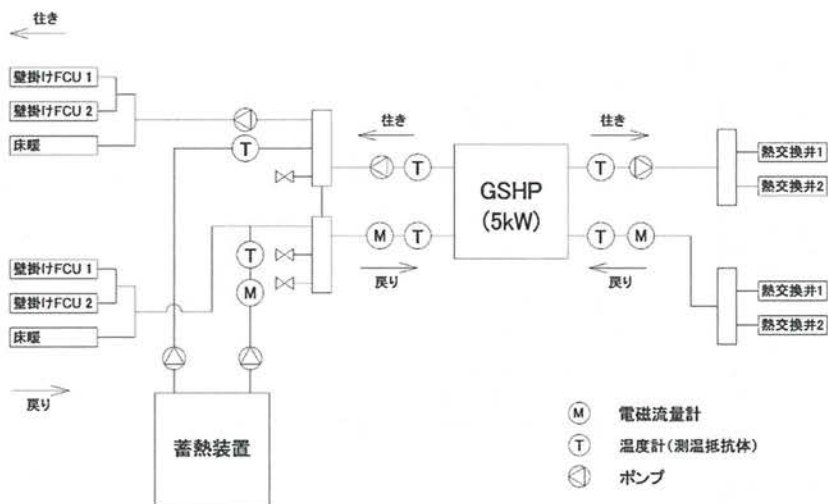 往き
壁掛けFCU 1
壁掛けFCU 2
床暖
T
往き
T
GSHP
(5kW)
往き
T
熱交換井1
熱交換井2
壁掛けFCU 1
壁掛けFCU 2
床暖
戻り
T
M
M
T
戻り
T
M
戻り
熱交換井1
熱交換井2
蓄熱装置
M 電磁流量計
T 温度計(測温抵抗体)
ポンプ